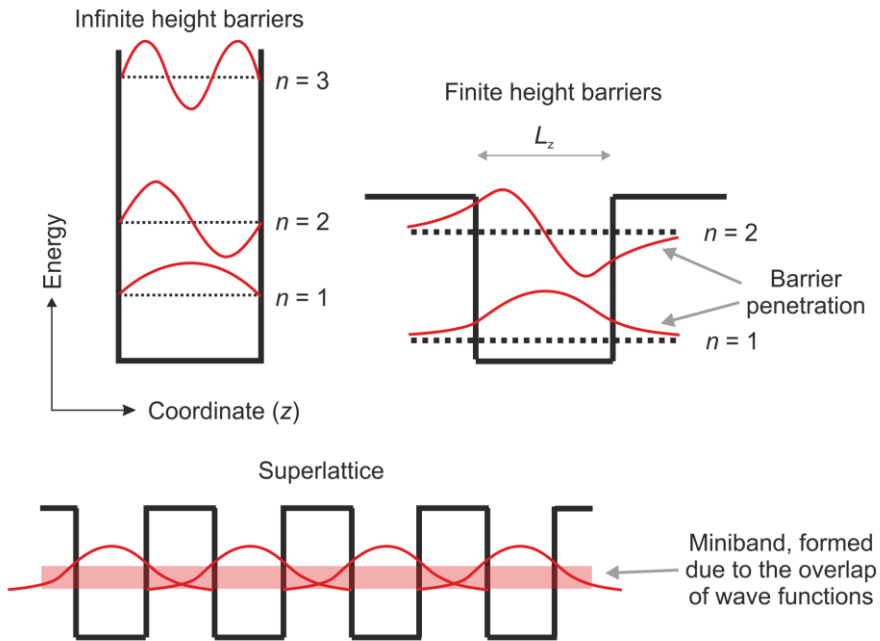 Infinite height barriers
n = 3
n = 2
n = 1
Energy
Coordinate (z)
Finite height barriers
Lz
n = 2
Barrier
penetration
n = 1
Superlattice
Miniband, formed
due to the overlap
of wave functions